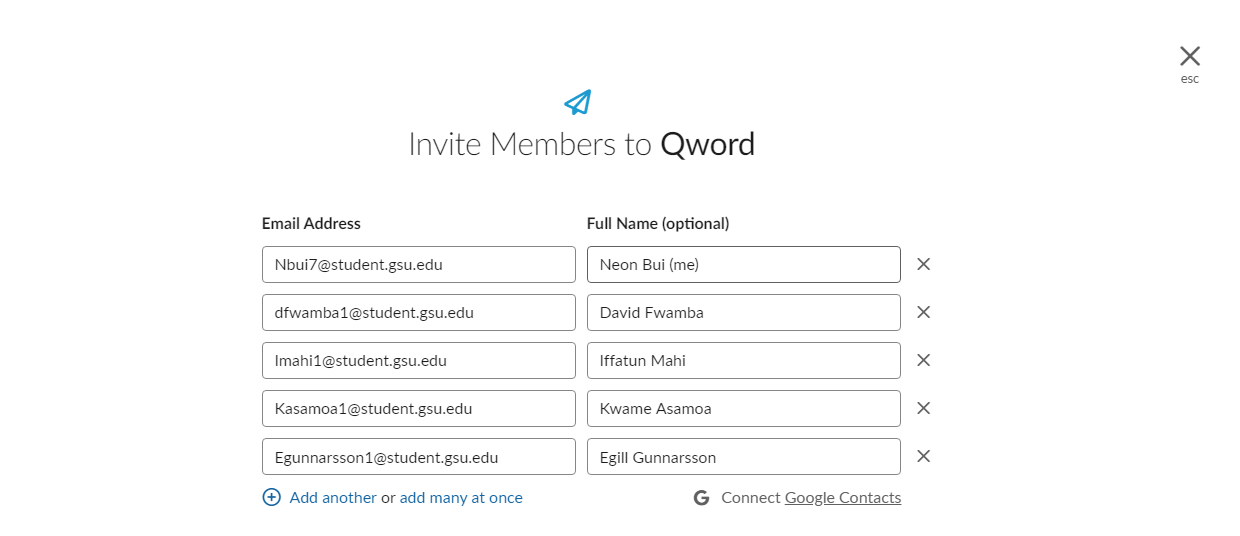 esc
Invite Members to Qword
Email Address Full Name (optional)
Nbui7@student.gsu.edu Neon Bui (me)
dfwamba1@student.gsu.edu David Fwamba
Imahi1@student.gsu.edu Iffatun Mahi
Kasamoa1@student.gsu.edu Kwame Asamoa
Egunnarsson1@student.gsu.edu Egill Gunnarsson
Add another or add many at once Connect Google Contacts